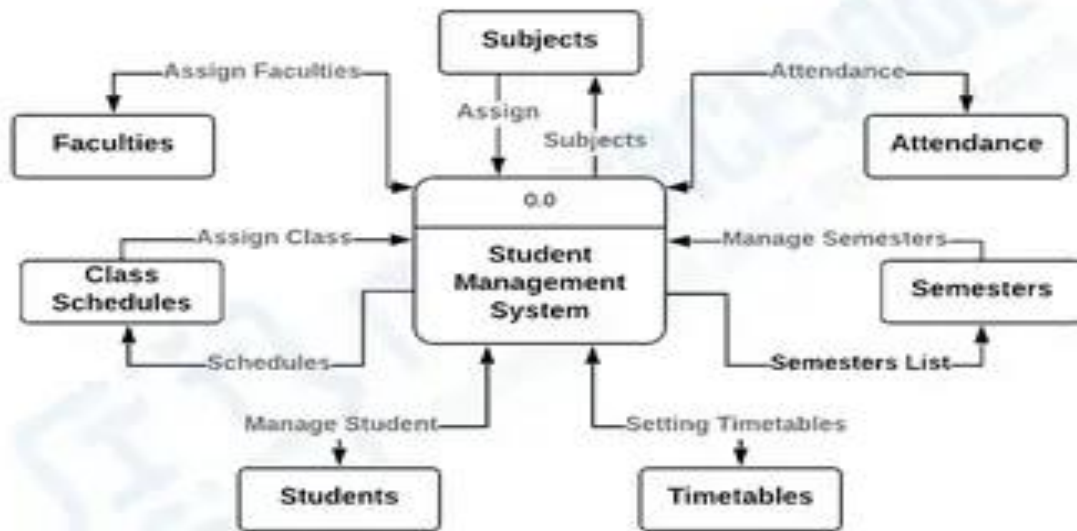 Subjects
Assign Faculties
Attendance
Assign
Faculties
Subjects
Attendance
0.0
Assign Class
Manage Semesters
Student
Management
System
Class
Schedules
Semesters
Schedules
Semesters List
Manage Student
Setting Timetables
Students
Timetables